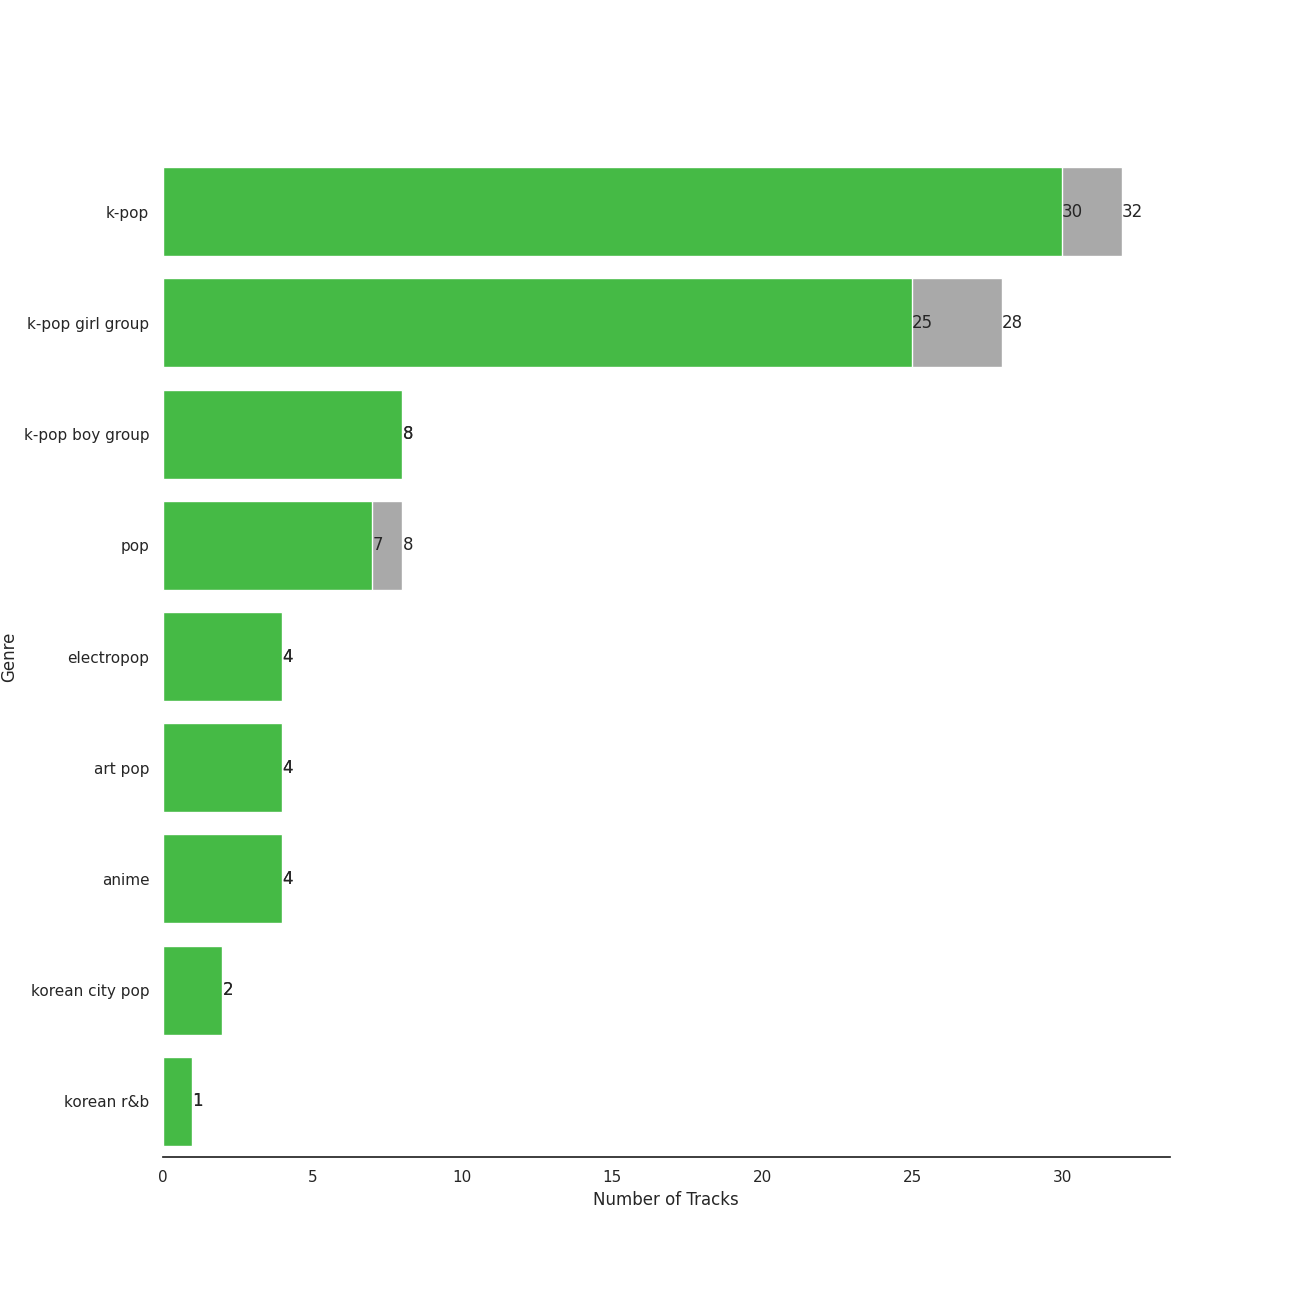 k-pop 30 32
k-pop girl group 25 28
k-pop boy group 8
pop 7 8
electropop 4
art pop 4
anime 4
korean city pop 2
korean r&b 1
Genre
0 5 10 15 20 25 30
Number of Tracks